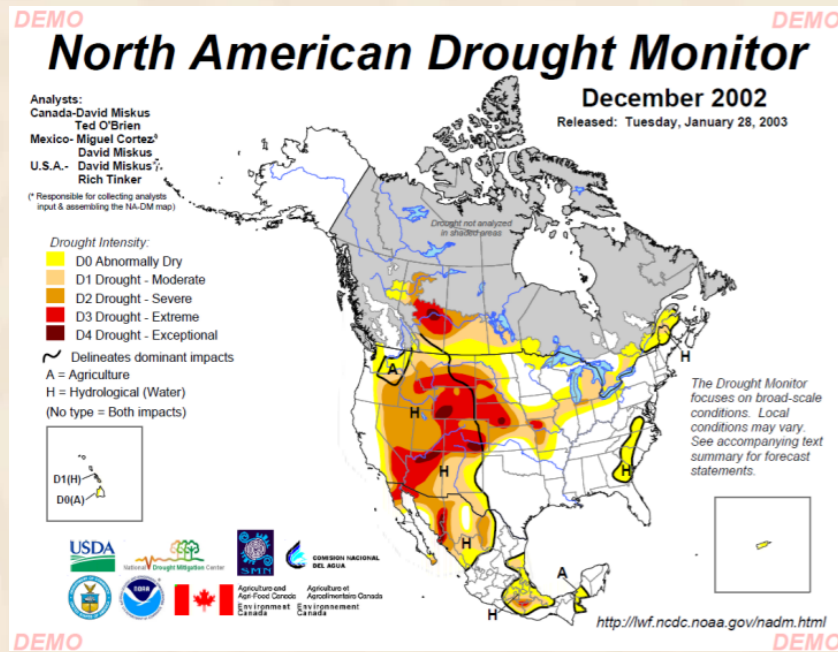 DEMO
DEMO
North American Drought Monitor
December 2002
Released: Tuesday, January 28, 2003
Analysts:
Canada-David Miskus
Ted O'Brien
Mexico- Miguel Cortez
David Miskus
U.S.A.- David Miskus
Rich Tinker
(* Responsible for collecting analysts
input & assembling the NA-DM map)
Drought not analyzed
in shaded areas
Drought Intensity:
D0 Abnormally Dry
D1 Drought - Moderate
D2 Drought - Severe
D3 Drought - Extreme
D4 Drought - Exceptional
Delineates dominant impacts
A = Agriculture
H = Hydrological (Water)
(No type = Both impacts)
A
H
H
H
H
H
A
H
The Drought Monitor
focuses on broad-scale
conditions. Local
conditions may vary.
See accompanying text
summary for forecast
statements.
D1(H)
D0(A)
USDA
National Drought Mitigation Center
SMN
COMISION NACIONAL
DEL AGUA
NOAA
Agriculture and
Agri-Food Canada
Agriculture et
Agroalimentaire Canada
Environment
Canada
Environnement
Canada
http://lwf.ncdc.noaa.gov/nadm.html
DEMO
DEMO